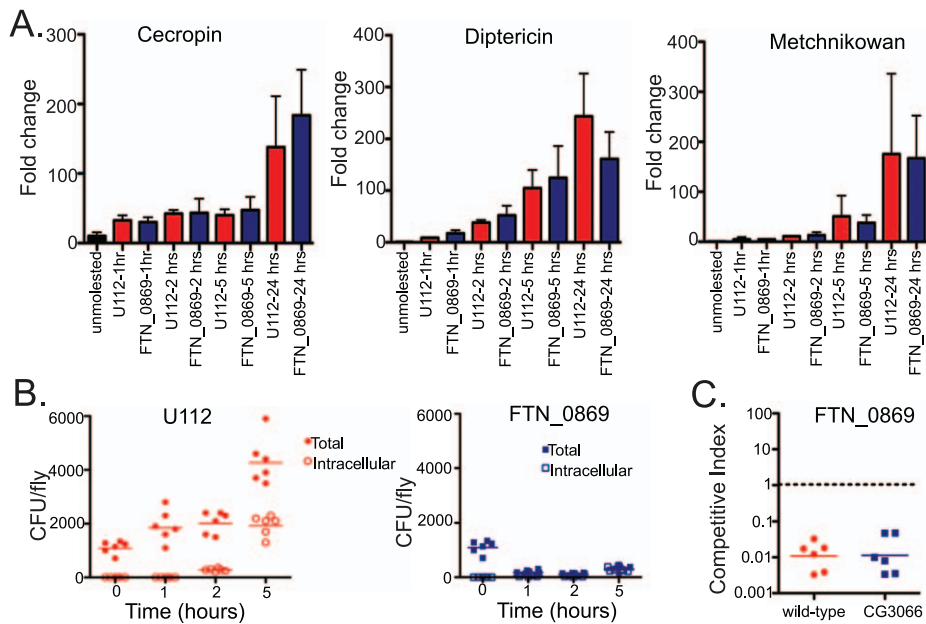 A.
Cecropin
Diptericin
Metchnikowan
Fold change
300
200
100
0
unmolested
U112-1hr
FTN_0869-1hr
U112-2 hrs
FTN_0869-2 hrs
U112-5 hrs
FTN_0869-5 hrs
U112-24 hrs
FTN_0869-24 hrs
Fold change
400
300
200
100
0
unmolested
U112-1hr
FTN_0869-1hr
U112-2 hrs
FTN_0869-2 hrs
U112-5 hrs
FTN_0869-5 hrs
U112-24 hrs
FTN_0869-24 hrs
Fold change
400
300
200
100
0
unmolested
U112-1hr
FTN_0869-1hr
U112-2 hrs
FTN_0869-2 hrs
U112-5 hrs
FTN_0869-5 hrs
U112-24 hrs
FTN_0869-24 hrs
B.
U112
CFU/fly
6000
4000
2000
0
0 1 2 5
Time (hours)
Total
Intracellular
FTN_0869
CFU/fly
6000
4000
2000
0
0 1 2 5
Time (hours)
Total
Intracellular
C.
FTN_0869
Competitive Index
100
10
1
0.1
0.01
0.001
wild-type CG3066